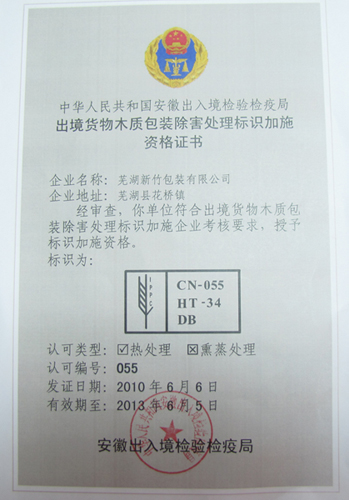 中华人民共和国安徽出入境检验检疫局
出境货物木质包装除害处理标识加施
资格证书
企业名称：芜湖新竹包装有限公司
企业地址：芜湖县花桥镇
经审查，你单位符合出境货物木质包
装除害处理标识加施企业考核要求，授予
标识加施资格。
标识为：
IPPC
CN-055
HT-34
DB
认可类型：☑热处理 ☒熏蒸处理
认可编号：055
发证日期：2010年6月6日
有效期至：2013年6月5日
安徽出入境检验检疫局